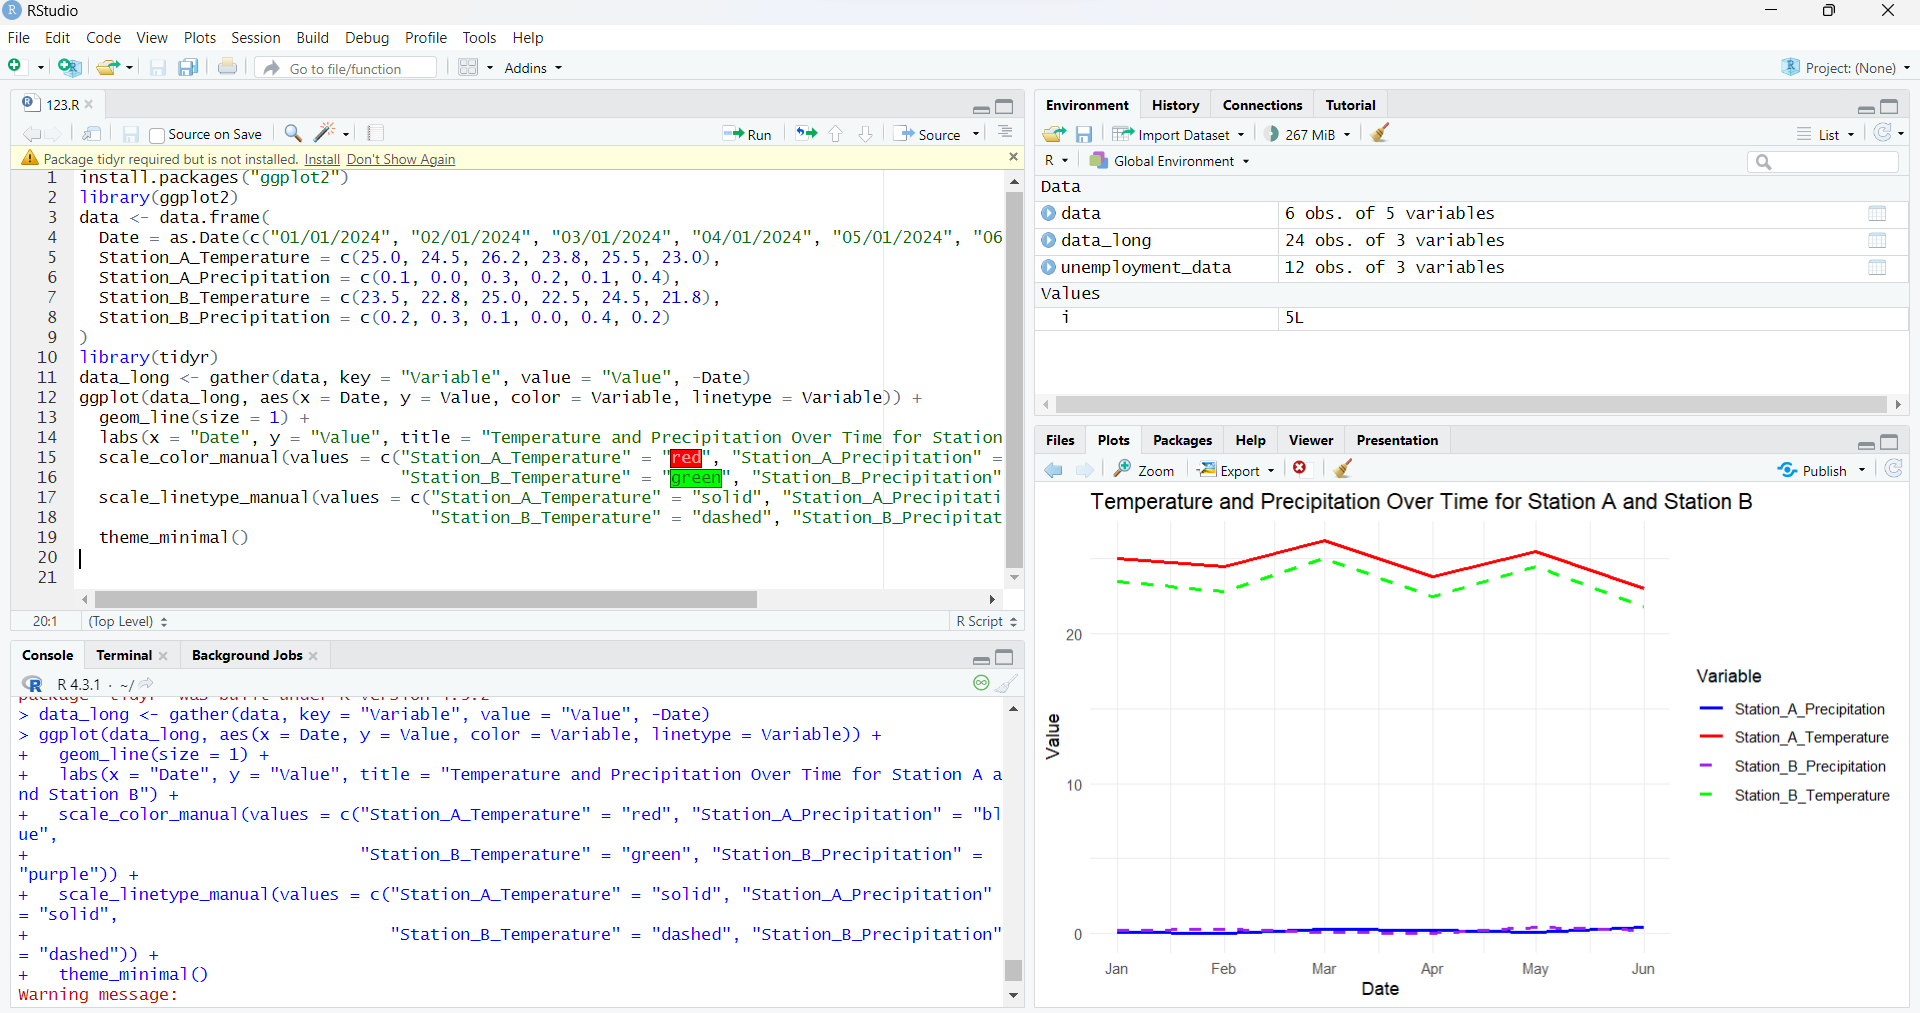 RStudio
File Edit Code View Plots Session Build Debug Profile Tools Help
Go to file/function Addins Project: (None)
123.R
Source on Save Run Source
Package tidyr required but is not installed. Install Don't Show Again
1 install.packages("ggplot2")
2 library(ggplot2)
3 data <- data.frame(
4 Date = as.Date(c("01/01/2024", "02/01/2024", "03/01/2024", "04/01/2024", "05/01/2024", "06
5 Station_A_Temperature = c(25.0, 24.5, 26.2, 23.8, 25.5, 23.0),
6 Station_A_Precipitation = c(0.1, 0.0, 0.3, 0.2, 0.1, 0.4),
7 Station_B_Temperature = c(23.5, 22.8, 25.0, 22.5, 24.5, 21.8),
8 Station_B_Precipitation = c(0.2, 0.3, 0.1, 0.0, 0.4, 0.2)
9 )
10 library(tidyr)
11 data_long <- gather(data, key = "Variable", value = "Value", -Date)
12 ggplot(data_long, aes(x = Date, y = Value, color = Variable, linetype = Variable)) +
13 geom_line(size = 1) +
14 labs(x = "Date", y = "Value", title = "Temperature and Precipitation Over Time for Station
15 scale_color_manual(values = c("Station_A_Temperature" = "red", "Station_A_Precipitation" =
16 "Station_B_Temperature" = "green", "Station_B_Precipitation"
17 scale_linetype_manual(values = c("Station_A_Temperature" = "solid", "Station_A_Precipitati
18 "Station_B_Temperature" = "dashed", "Station_B_Precipitat
19 theme_minimal()
20
21
20:1 (Top Level) R Script
Console Terminal Background Jobs
R 4.3.1 · ~/
> data_long <- gather(data, key = "Variable", value = "Value", -Date)
> ggplot(data_long, aes(x = Date, y = Value, color = Variable, linetype = Variable)) +
+ geom_line(size = 1) +
+ labs(x = "Date", y = "Value", title = "Temperature and Precipitation Over Time for Station A a
nd Station B") +
+ scale_color_manual(values = c("Station_A_Temperature" = "red", "Station_A_Precipitation" = "bl
ue",
+ "Station_B_Temperature" = "green", "Station_B_Precipitation" =
"purple")) +
+ scale_linetype_manual(values = c("Station_A_Temperature" = "solid", "Station_A_Precipitation"
= "solid",
+ "Station_B_Temperature" = "dashed", "Station_B_Precipitation"
= "dashed")) +
+ theme_minimal()
Warning message:
Environment History Connections Tutorial
Import Dataset 267 MiB List
R Global Environment
Data
data 6 obs. of 5 variables
data_long 24 obs. of 3 variables
unemployment_data 12 obs. of 3 variables
Values
i 5L
Files Plots Packages Help Viewer Presentation
Zoom Export Publish
Temperature and Precipitation Over Time for Station A and Station B
20
10
0
Value
Jan Feb Mar Apr May Jun
Date
Variable
Station_A_Precipitation
Station_A_Temperature
Station_B_Precipitation
Station_B_Temperature